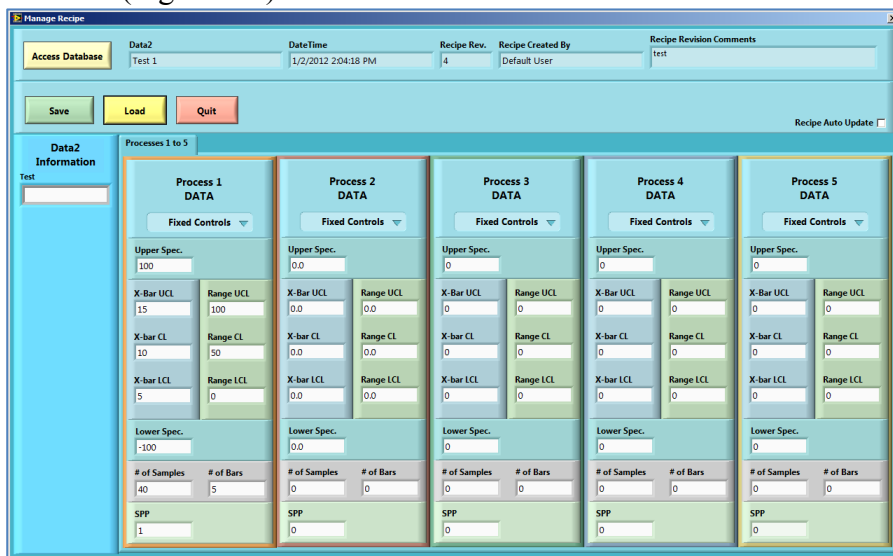 Manage Recipe
Access Database
Data2
Test 1
DateTime
1/2/2012 2:04:18 PM
Recipe Rev.
4
Recipe Created By
Default User
Recipe Revision Comments
test
Save Load Quit
Recipe Auto Update
Data2
Information
Test
Processes 1 to 5
Process 1
DATA
Fixed Controls
Upper Spec.
100
X-Bar UCL Range UCL
15 100
X-bar CL Range CL
10 50
X-bar LCL Range LCL
5 0
Lower Spec.
-100
# of Samples # of Bars
40 5
SPP
1
Process 2
DATA
Fixed Controls
Upper Spec.
0.0
X-Bar UCL Range UCL
0.0 0.0
X-bar CL Range CL
0.0 0.0
X-bar LCL Range LCL
0.0 0.0
Lower Spec.
0.0
# of Samples # of Bars
0 0
SPP
0
Process 3
DATA
Fixed Controls
Upper Spec.
0
X-Bar UCL Range UCL
0 0
X-bar CL Range CL
0 0
X-bar LCL Range LCL
0 0
Lower Spec.
0
# of Samples # of Bars
0 0
SPP
0
Process 4
DATA
Fixed Controls
Upper Spec.
0
X-Bar UCL Range UCL
0 0
X-bar CL Range CL
0 0
X-bar LCL Range LCL
0 0
Lower Spec.
0
# of Samples # of Bars
0 0
SPP
0
Process 5
DATA
Fixed Controls
Upper Spec.
0
X-Bar UCL Range UCL
0 0
X-bar CL Range CL
0 0
X-bar LCL Range LCL
0 0
Lower Spec.
0
# of Samples # of Bars
0 0
SPP
0